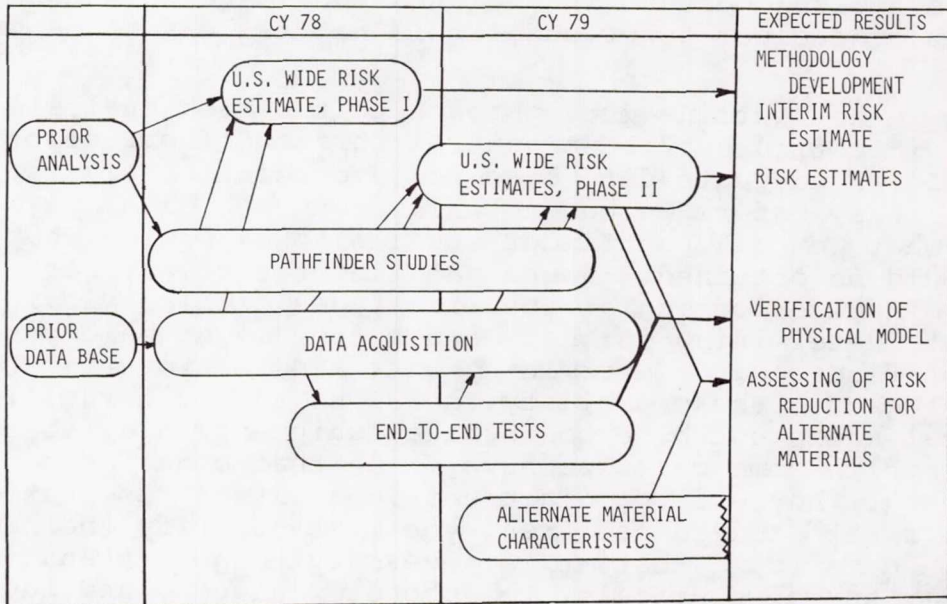 CY 78
CY 79
EXPECTED RESULTS
U.S. WIDE RISK
ESTIMATE, PHASE I
METHODOLOGY
DEVELOPMENT
INTERIM RISK
ESTIMATE
PRIOR
ANALYSIS
U.S. WIDE RISK
ESTIMATES, PHASE II
RISK ESTIMATES
PATHFINDER STUDIES
PRIOR
DATA BASE
DATA ACQUISITION
VERIFICATION OF
PHYSICAL MODEL
ASSESSING OF RISK
REDUCTION FOR
ALTERNATE
MATERIALS
END-TO-END TESTS
ALTERNATE MATERIAL
CHARACTERISTICS